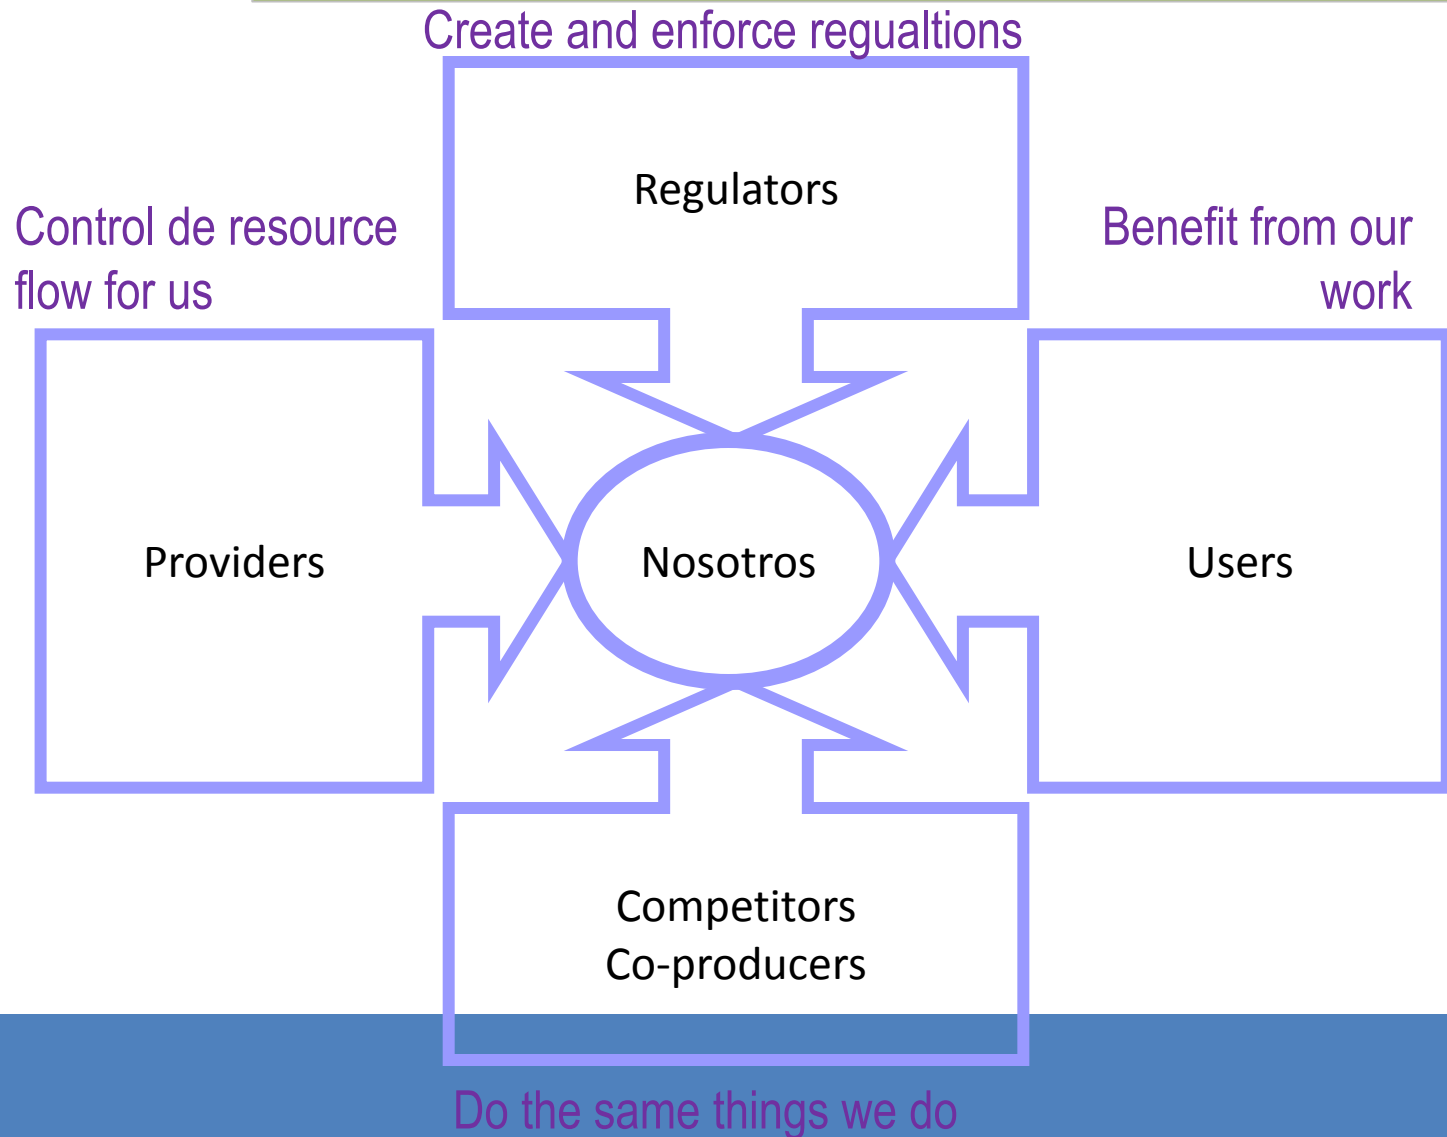 Create and enforce regualtions
Regulators
Control de resource
flow for us
Benefit from our
work
Providers
Nosotros
Users
Competitors
Co-producers
Do the same things we do